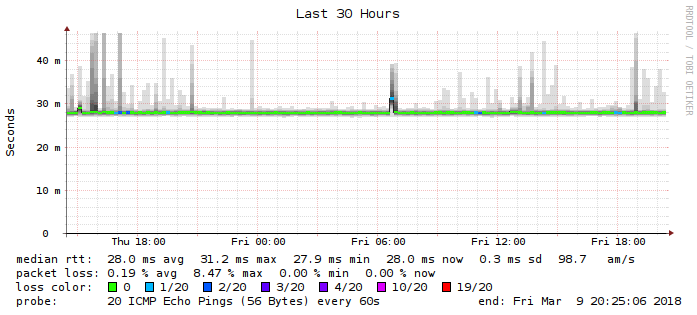 Last 30 Hours
RRDTOOL / TOBI OETIKER
Seconds
40 m
30 m
20 m
10 m
0
Thu 18:00 Fri 00:00 Fri 06:00 Fri 12:00 Fri 18:00
median rtt: 28.0 ms avg 31.2 ms max 27.9 ms min 28.0 ms now 0.3 ms sd 98.7 am/s
packet loss: 0.19 % avg 8.47 % max 0.00 % min 0.00 % now
loss color: 0 1/20 2/20 3/20 4/20 10/20 19/20
probe: 20 ICMP Echo Pings (56 Bytes) every 60s end: Fri Mar 9 20:25:06 2018